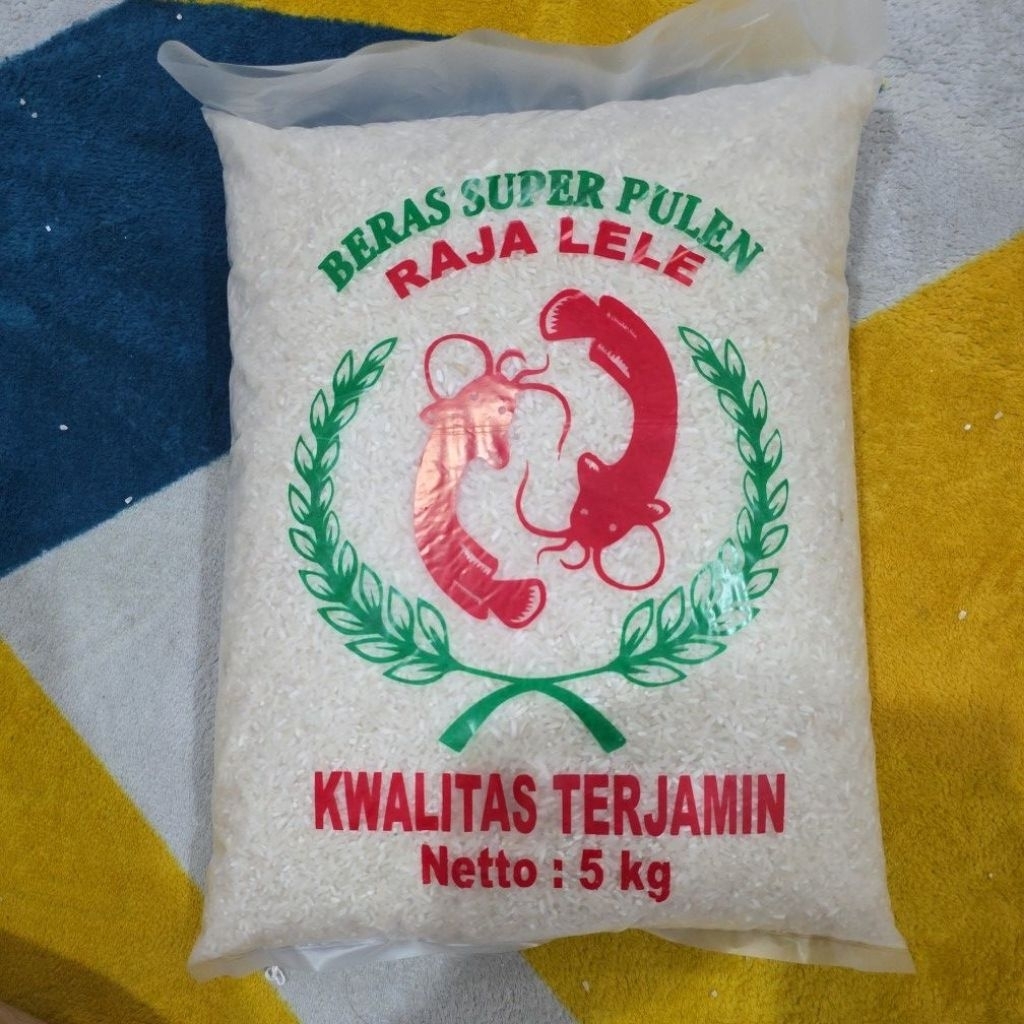 BERAS SUPER PULEN
RAJA LELE
KWALITAS TERJAMIN
Netto : 5 kg